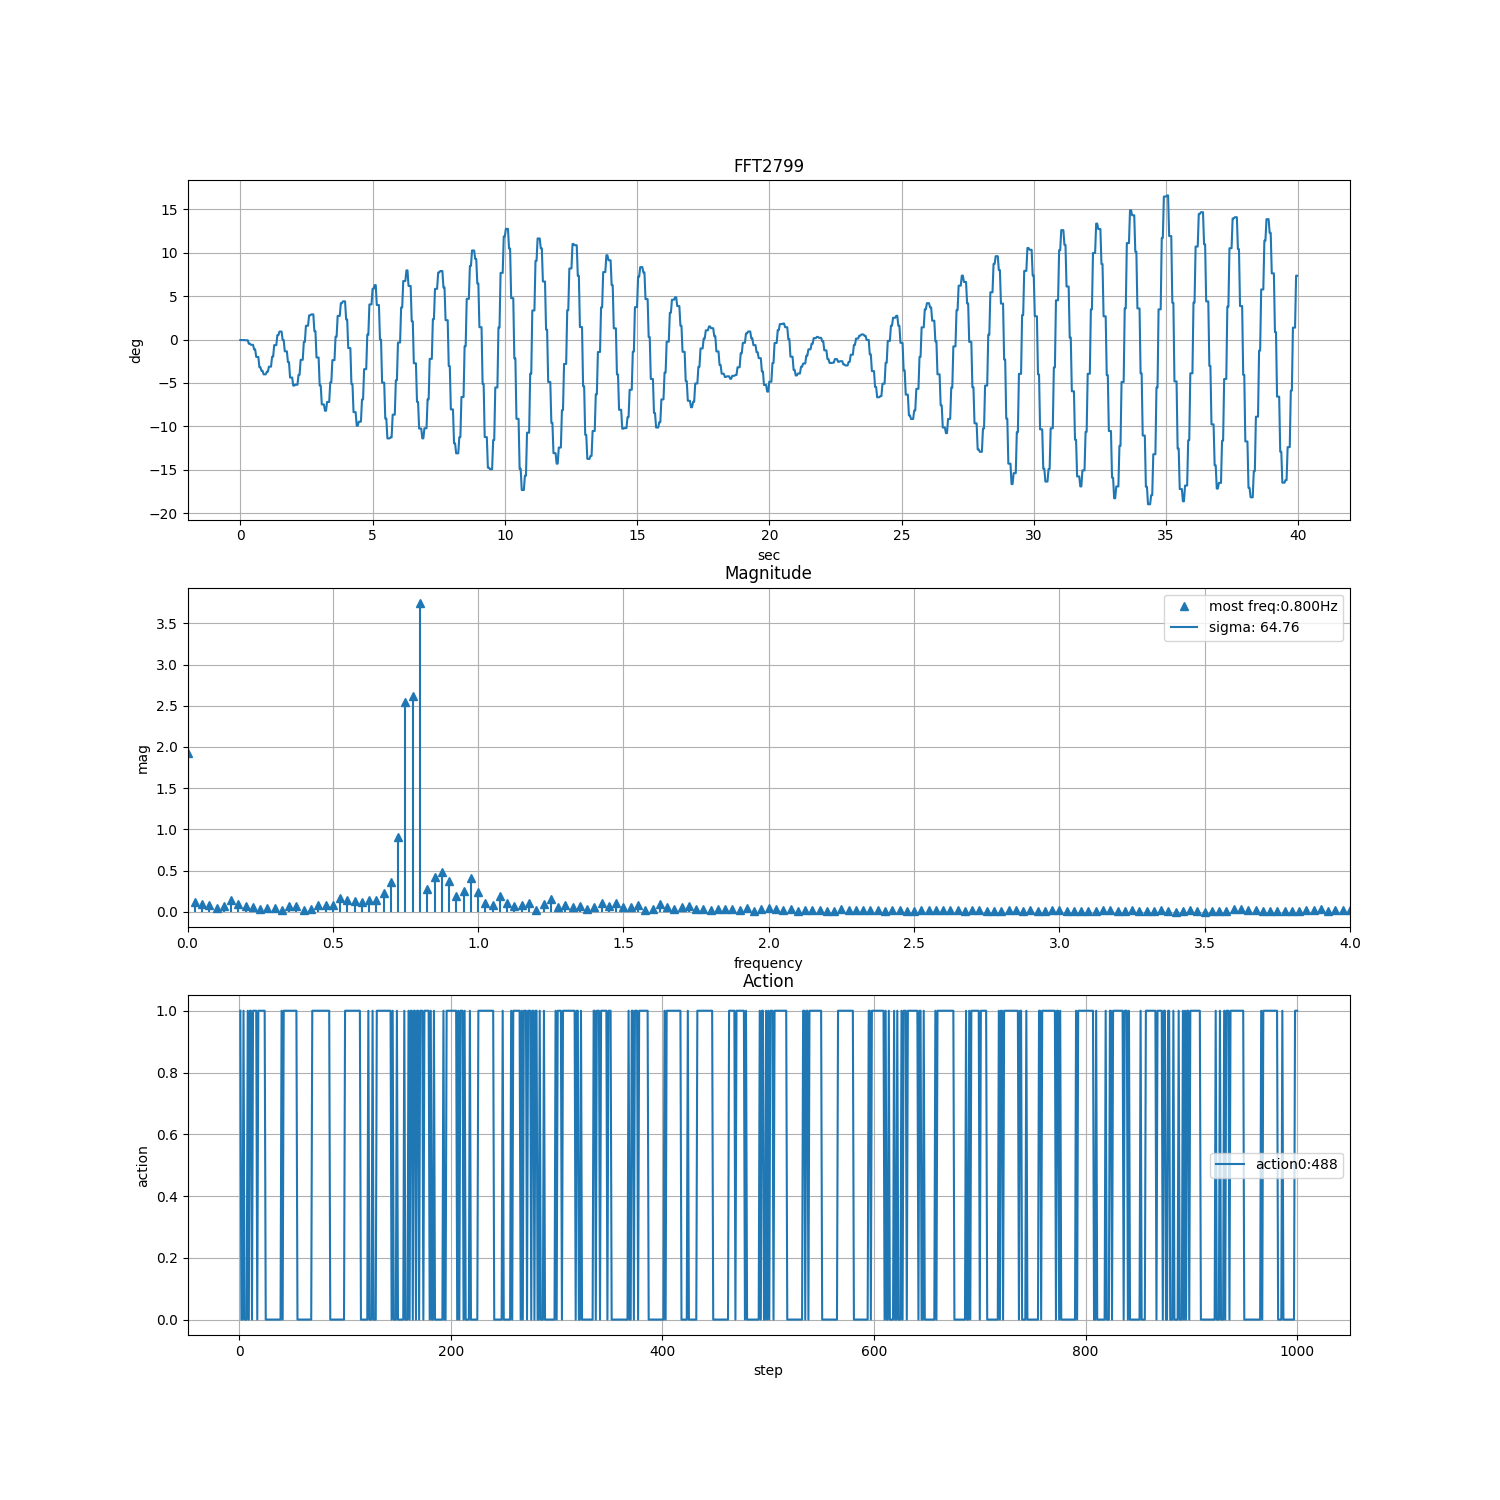 FFT2799
15
10
5
0
−5
−10
−15
−20
deg
0 5 10 15 20 25 30 35 40
sec
Magnitude
most freq:0.800Hz
sigma: 64.76
3.5
3.0
2.5
2.0
1.5
1.0
0.5
0.0
mag
0.0 0.5 1.0 1.5 2.0 2.5 3.0 3.5 4.0
frequency
Action
1.0
0.8
0.6
0.4
0.2
0.0
action
action0:488
0 200 400 600 800 1000
step